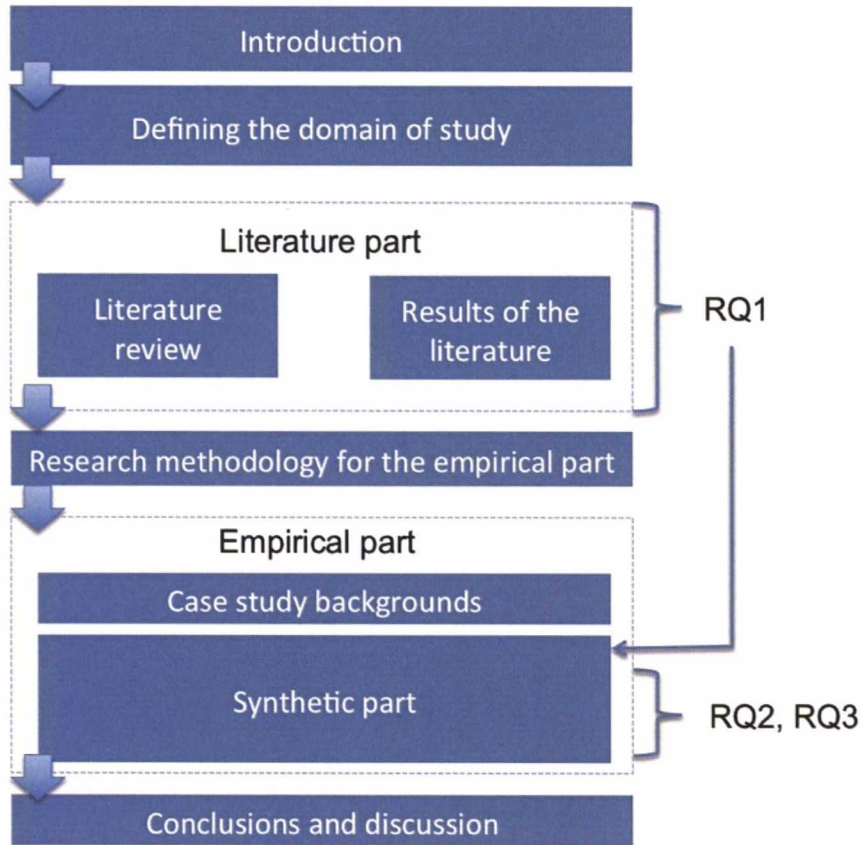 Introduction
Defining the domain of study
Literature part
Literature
review
Results of the
literature
RQ1
Research methodology for the empirical part
Empirical part
Case study backgrounds
Synthetic part
RQ2, RQ3
Conclusions and discussion